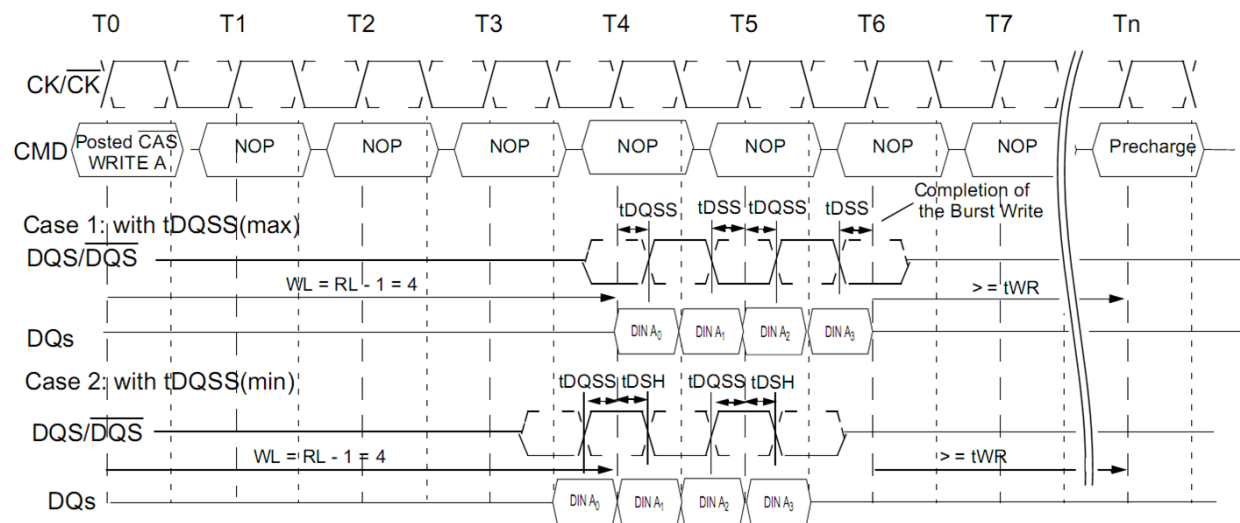 T0 T1 T2 T3 T4 T5 T6 T7 Tn
CK/CK
CMD Posted CAS WRITE A NOP NOP NOP NOP NOP NOP NOP Precharge
Completion of
the Burst Write
Case 1: with tDQSS(max)
tDQSS tDSS tDQSS tDSS
DQS/DQS
WL = RL - 1 = 4
> = tWR
DQs
DIN A0 DIN A1 DIN A2 DIN A3
Case 2: with tDQSS(min)
tDQSS tDSH tDQSS tDSH
DQS/DQS
WL = RL - 1 = 4
> = tWR
DQs
DIN A0 DIN A1 DIN A2 DIN A3